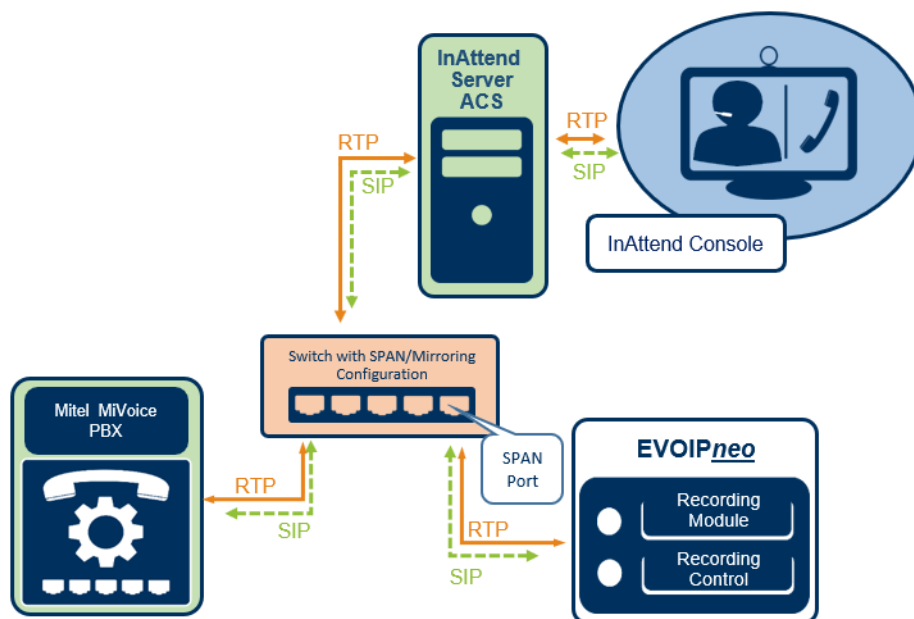 InAttend
Server
ACS
RTP
SIP
InAttend Console
RTP
SIP
Switch with SPAN/Mirroring
Configuration
SPAN
Port
Mitel MiVoice
PBX
RTP
SIP
RTP
SIP
EVOIPneo
Recording
Module
Recording
Control